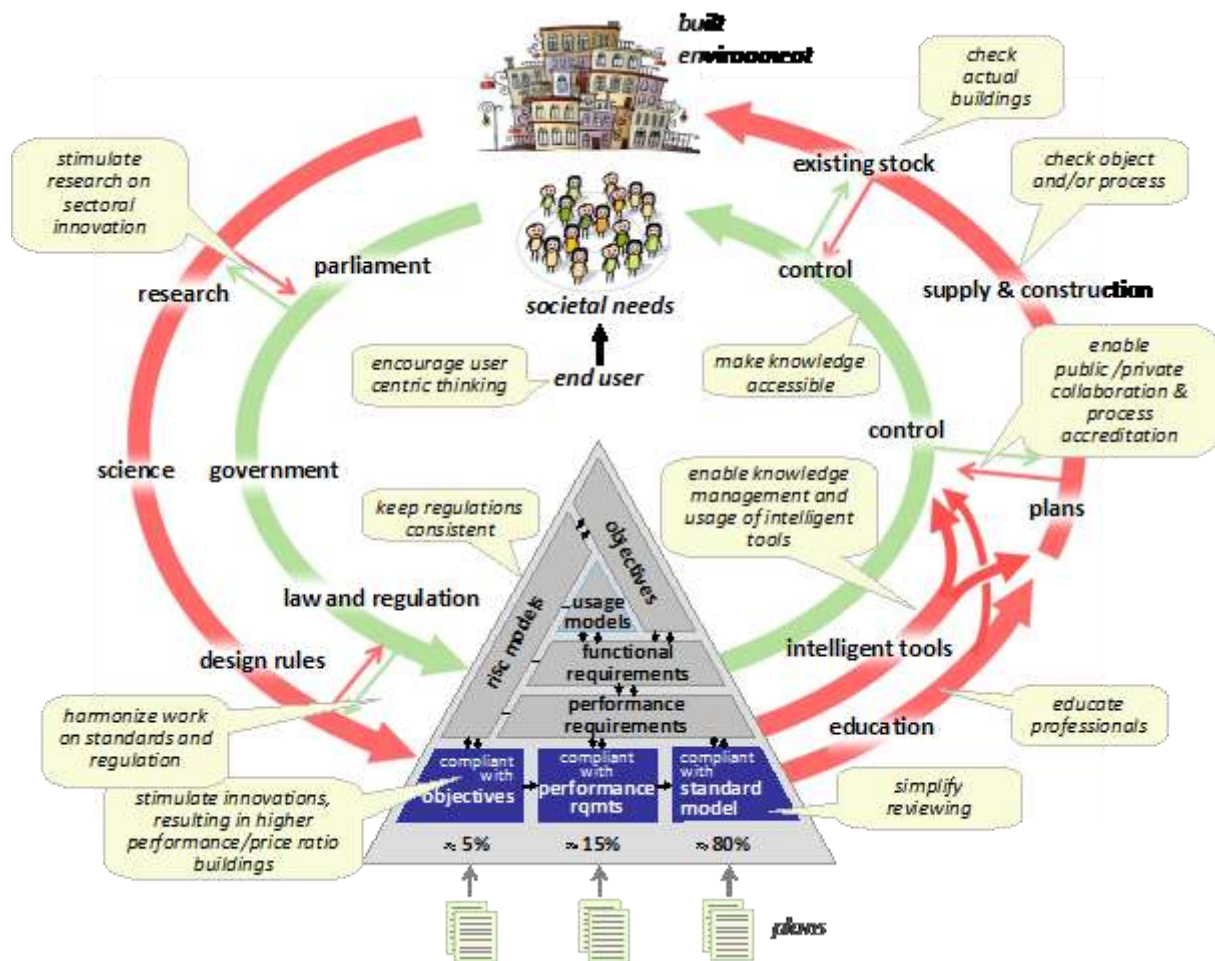 built
environment
check
actual
buildings
stimulate
research on
sectoral
innovation
existing stock
check object
and/or process
parliament
research
control
supply & construction
societal needs
encourage user
centric thinking
end user
make knowledge
accessible
enable
public /private
collaboration &
process
accreditation
control
science
government
keep regulations
consistent
enable knowledge
management and
usage of intelligent
tools
plans
objectives
law and regulation
usage
models
risc models
design rules
functional
requirements
intelligent tools
performance
requirements
harmonize work
on standards and
regulation
education
educate
professionals
compliant
with
objectives
compliant
with
performance
rqmts
compliant
with
standard
model
stimulate innovations,
resulting in higher
performance/price ratio
buildings
simplify
reviewing
≈ 5%
≈ 15%
≈ 80%
plans